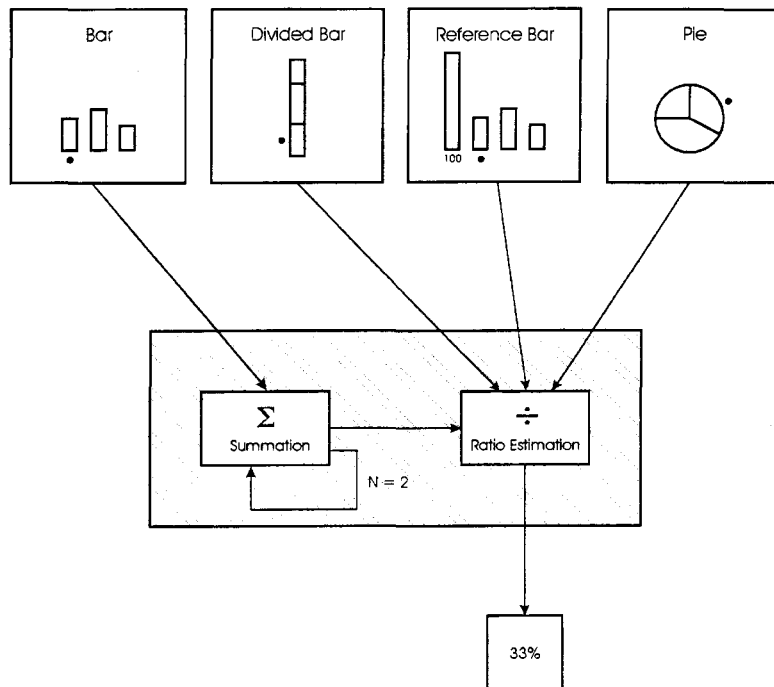 Bar
Divided Bar
Reference Bar
Pie
100
Σ
Summation
÷
Ratio Estimation
N = 2
33%